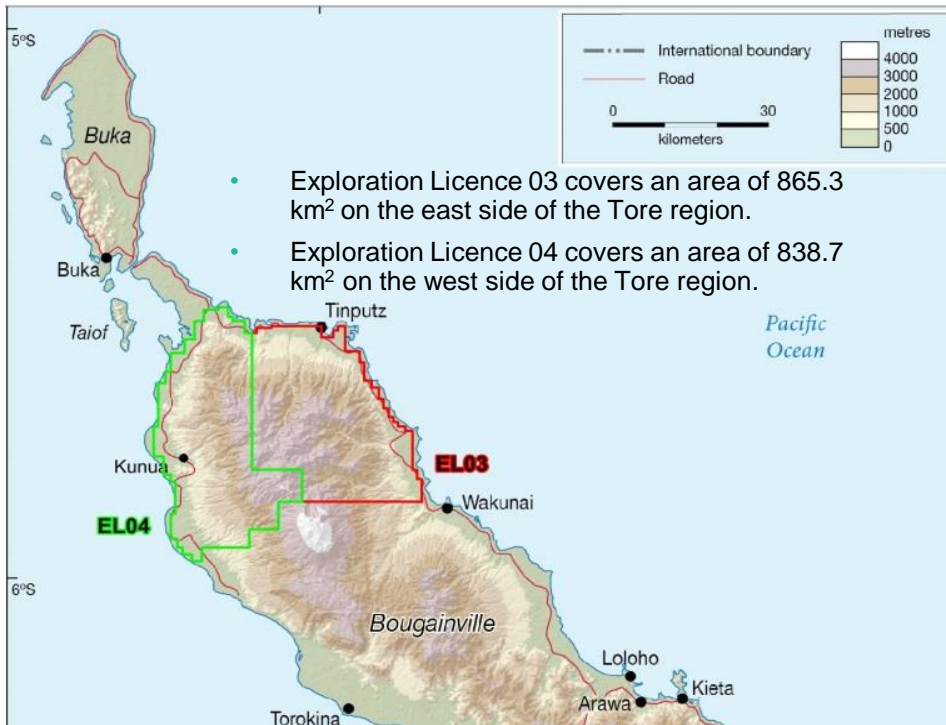 5°S
International boundary
Road
0 30
kilometers
metres
4000
3000
2000
1000
500
0
Buka
• Exploration Licence 03 covers an area of 865.3
km² on the east side of the Tore region.
• Exploration Licence 04 covers an area of 838.7
km² on the west side of the Tore region.
Buka
Taiof
Tinputz
Pacific
Ocean
Kunua
EL03
Wakunai
EL04
6°S
Bougainville
Loloho
Kieta
Arawa
Torokina